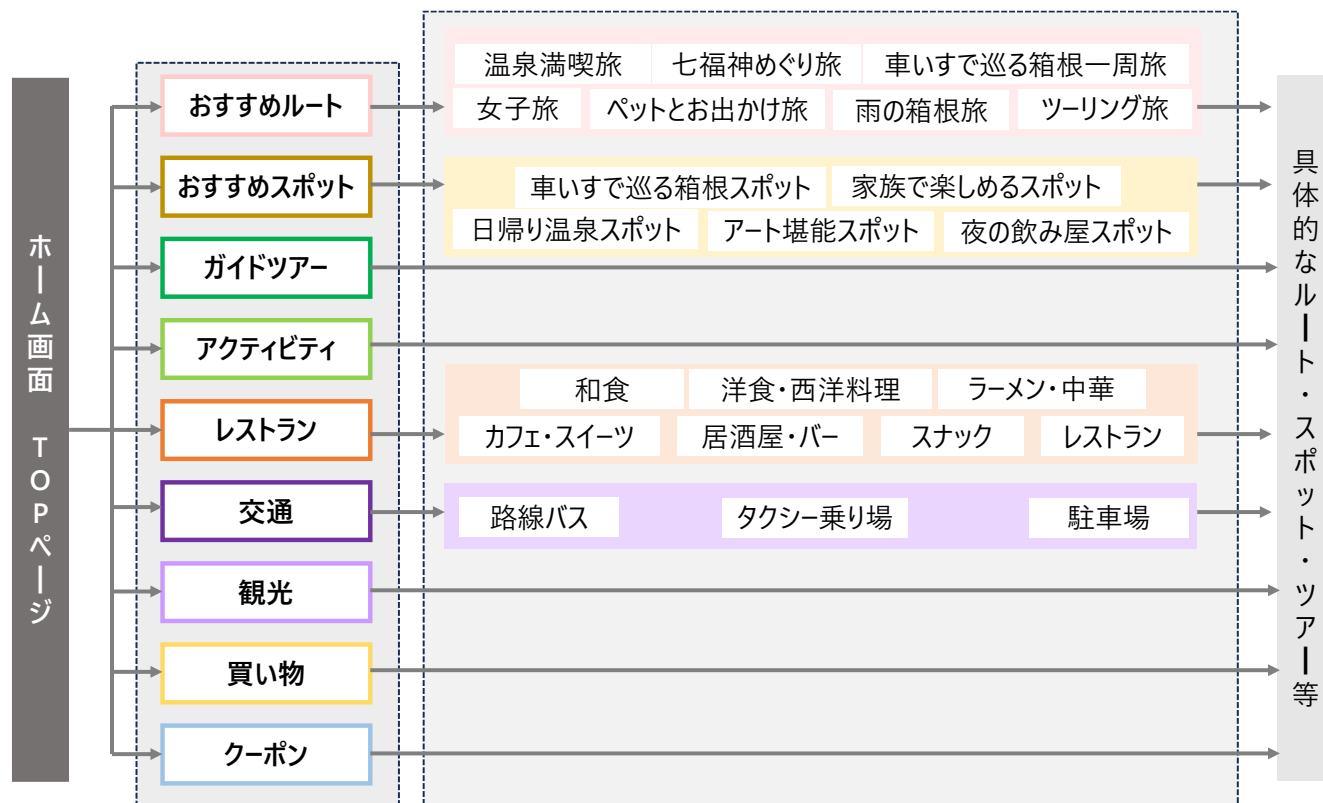 ホーム画面 TOPページ
おすすめルート
温泉満喫旅 七福神めぐり旅 車いすで巡る箱根一周旅
女子旅 ペットとお出かけ旅 雨の箱根旅 ツーリング旅
おすすめスポット
車いすで巡る箱根スポット 家族で楽しめるスポット
日帰り温泉スポット アート堪能スポット 夜の飲み屋スポット
ガイドツアー
アクティビティ
レストラン
和食 洋食・西洋料理 ラーメン・中華
カフェ・スイーツ 居酒屋・バー スナック レストラン
交通
路線バス タクシー乗り場 駐車場
観光
買い物
クーポン
具体的なルート・スポット・ツアー等